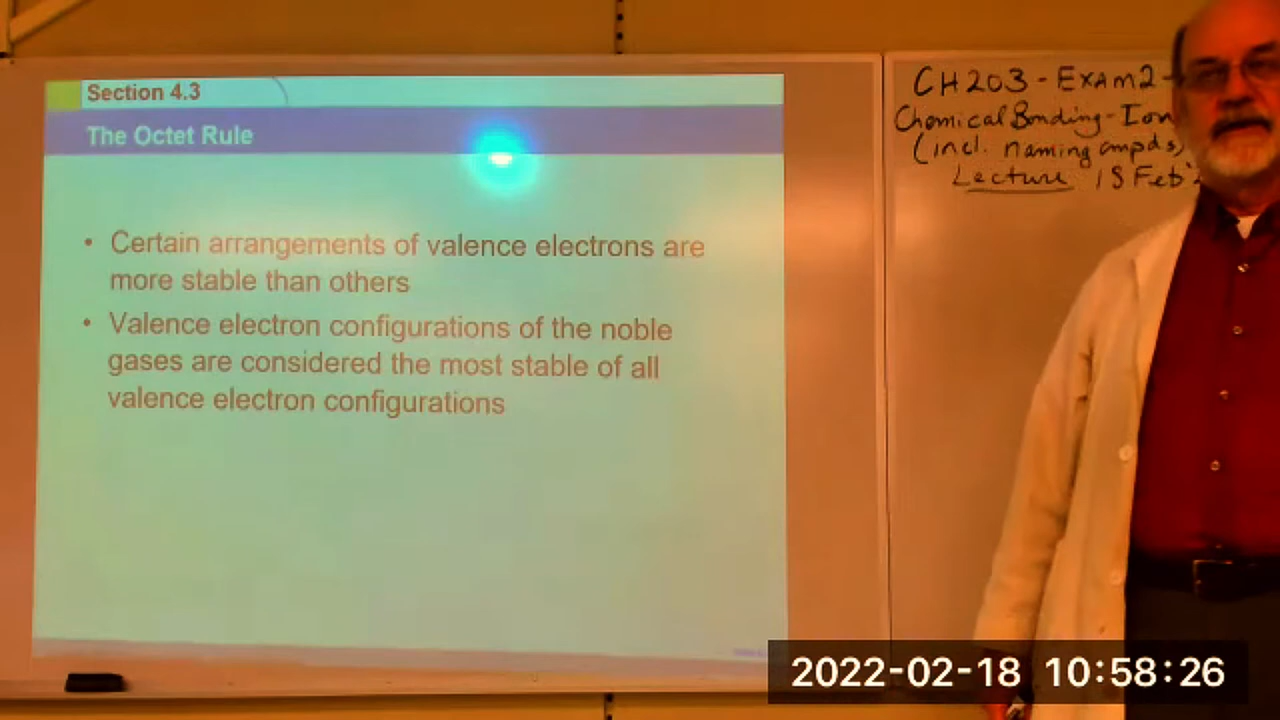 Section 4.3
The Octet Rule
• Certain arrangements of valence electrons are
more stable than others
• Valence electron configurations of the noble
gases are considered the most stable of all
valence electron configurations
CH203 - EXAM2 -
Chemical Bonding - Ion
(incl. naming cmpds)
Lecture 18 Feb '2
2022-02-18 10:58:26